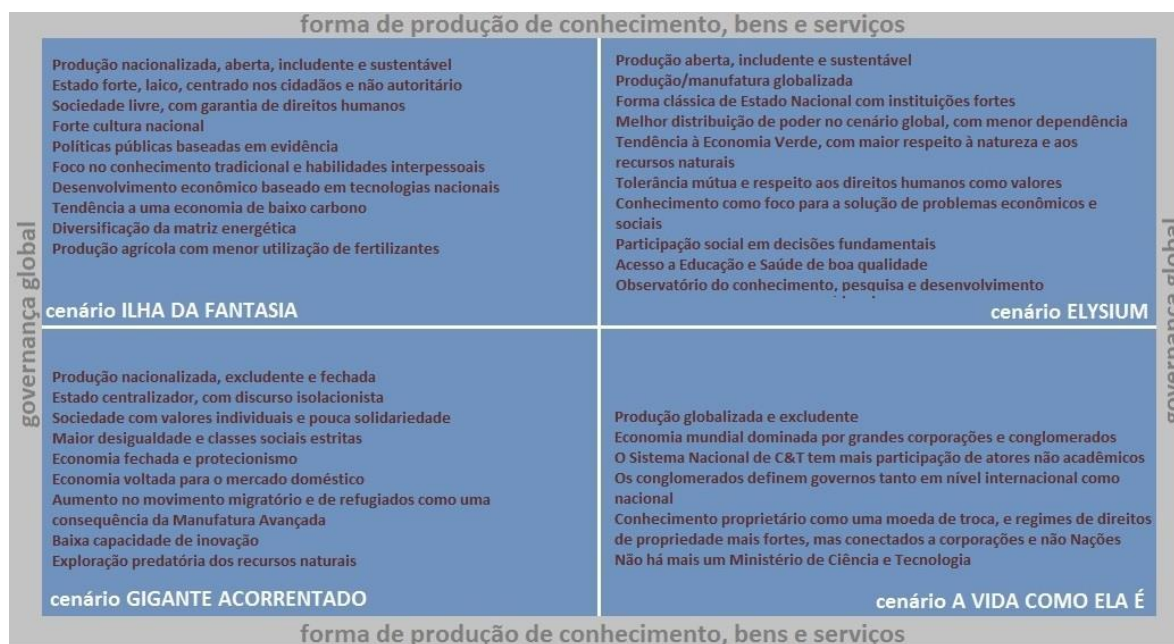 forma de produção de conhecimento, bens e serviços
governança global
Produção nacionalizada, aberta, includente e sustentável
Estado forte, laico, centrado nos cidadãos e não autoritário
Sociedade livre, com garantia de direitos humanos
Forte cultura nacional
Políticas públicas baseadas em evidência
Foco no conhecimento tradicional e habilidades interpessoais
Desenvolvimento econômico baseado em tecnologias nacionais
Tendência a uma economia de baixo carbono
Diversificação da matriz energética
Produção agrícola com menor utilização de fertilizantes
cenário ILHA DA FANTASIA
Produção aberta, includente e sustentável
Produção/manufatura globalizada
Forma clássica de Estado Nacional com instituições fortes
Melhor distribuição de poder no cenário global, com menor dependência
Tendência à Economia Verde, com maior respeito à natureza e aos
recursos naturais
Tolerância mútua e respeito aos direitos humanos como valores
Conhecimento como foco para a solução de problemas econômicos e
sociais
Participação social em decisões fundamentais
Acesso a Educação e Saúde de boa qualidade
Observatório do conhecimento, pesquisa e desenvolvimento
cenário ELYSIUM
governança global
Produção nacionalizada, excludente e fechada
Estado centralizador, com discurso isolacionista
Sociedade com valores individuais e pouca solidariedade
Maior desigualdade e classes sociais estritas
Economia fechada e protecionismo
Economia voltada para o mercado doméstico
Aumento no movimento migratório e de refugiados como uma
consequência da Manufatura Avançada
Baixa capacidade de inovação
Exploração predatória dos recursos naturais
cenário GIGANTE ACORRENTADO
Produção globalizada e excludente
Economia mundial dominada por grandes corporações e conglomerados
O Sistema Nacional de C&T tem mais participação de atores não acadêmicos
Os conglomerados definem governos tanto em nível internacional como
nacional
Conhecimento proprietário como uma moeda de troca, e regimes de direitos
de propriedade mais fortes, mas conectados a corporações e não Nações
Não há mais um Ministério de Ciência e Tecnologia
cenário A VIDA COMO ELA É
forma de produção de conhecimento, bens e serviços